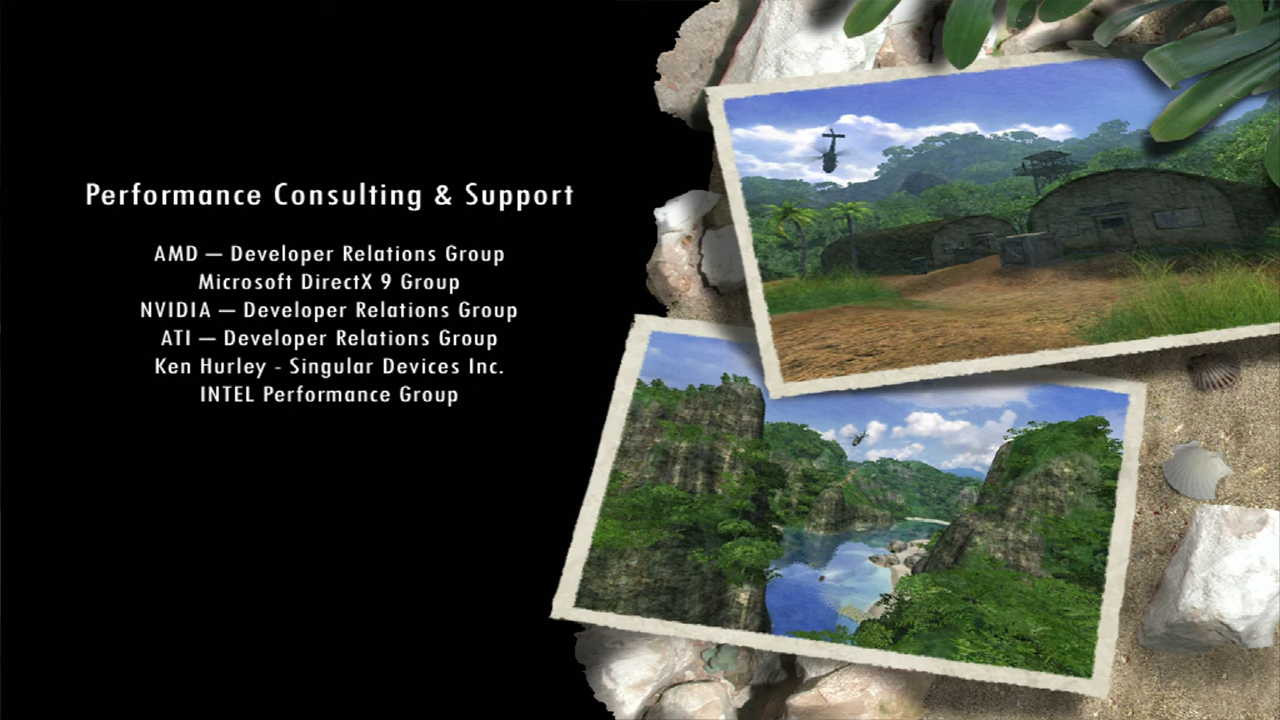 Performance Consulting & Support
AMD — Developer Relations Group
Microsoft DirectX 9 Group
NVIDIA — Developer Relations Group
ATI — Developer Relations Group
Ken Hurley - Singular Devices Inc.
INTEL Performance Group